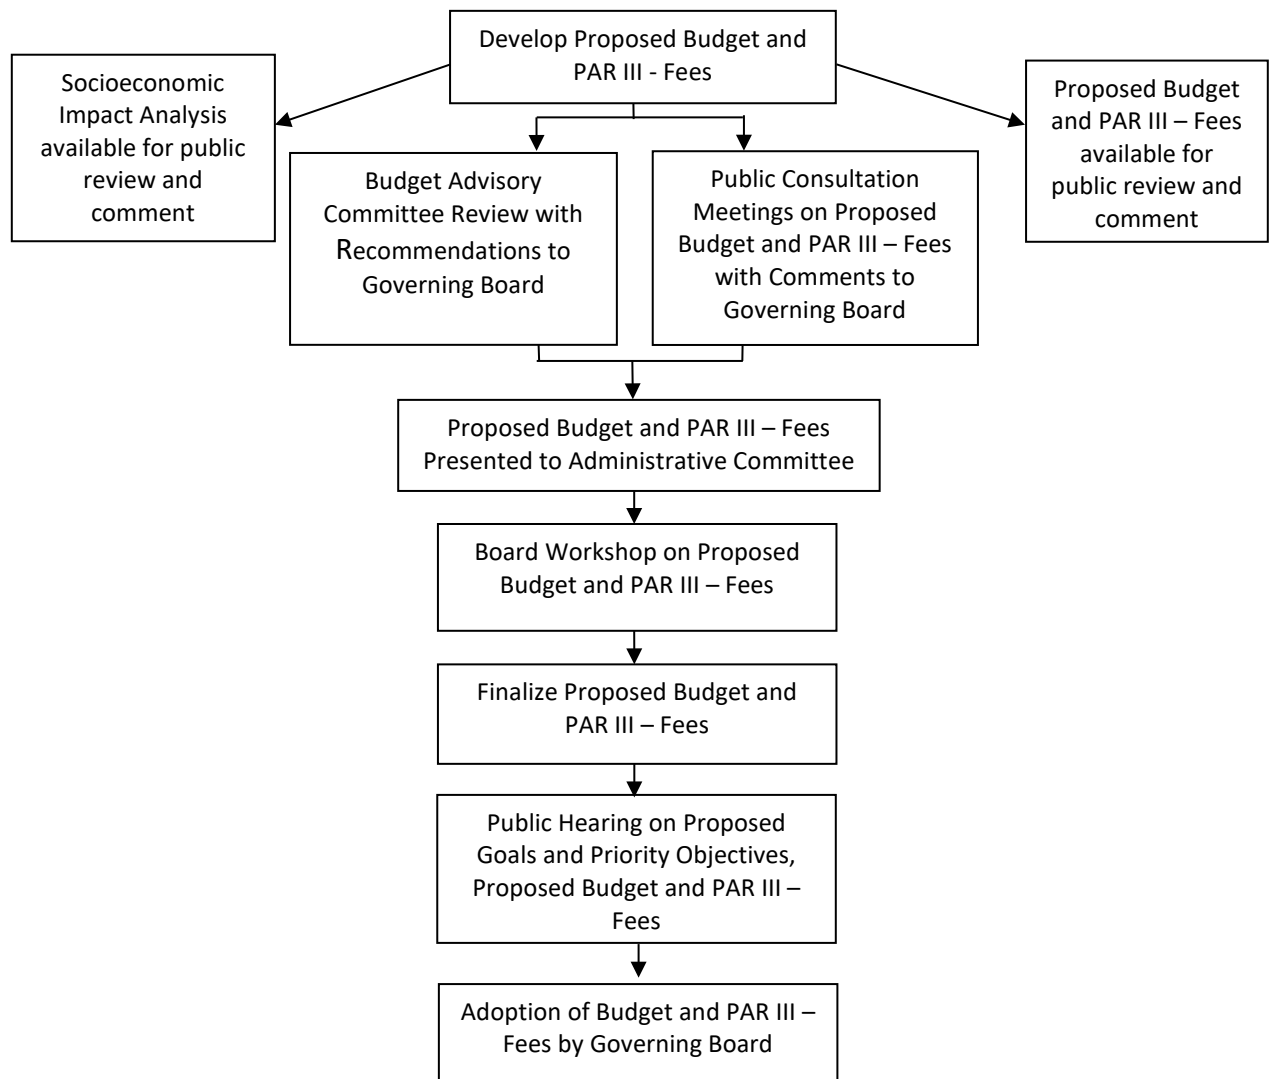 Develop Proposed Budget and
PAR III - Fees
Socioeconomic
Impact Analysis
available for public
review and
comment
Budget Advisory
Committee Review with
Recommendations to
Governing Board
Public Consultation
Meetings on Proposed
Budget and PAR III – Fees
with Comments to
Governing Board
Proposed Budget
and PAR III – Fees
available for
public review and
comment
Proposed Budget and PAR III – Fees
Presented to Administrative Committee
Board Workshop on Proposed
Budget and PAR III – Fees
Finalize Proposed Budget and
PAR III – Fees
Public Hearing on Proposed
Goals and Priority Objectives,
Proposed Budget and PAR III –
Fees
Adoption of Budget and PAR III –
Fees by Governing Board